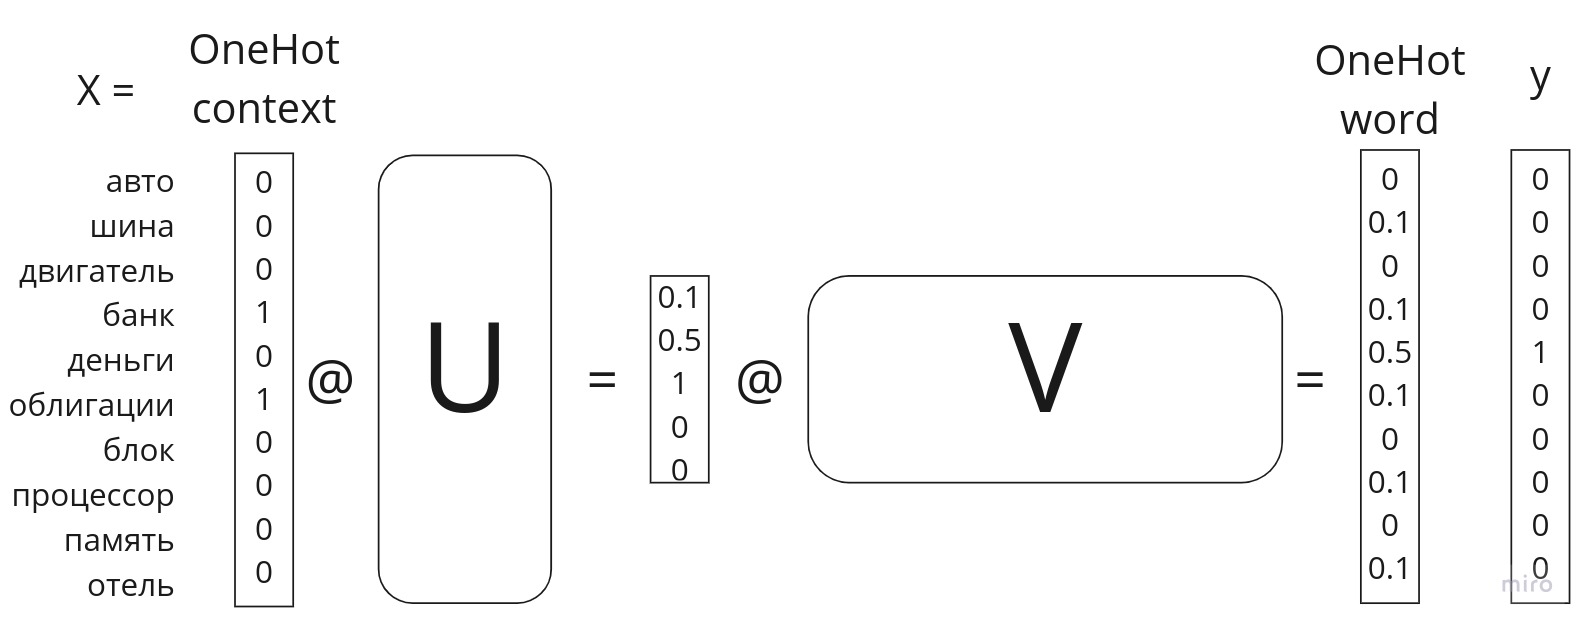 X =
OneHot
context
OneHot
word
y
авто
шина
двигатель
банк
деньги
облигации
блок
процессор
память
отель
0
0
0
1
0
1
0
0
0
0
@
U
=
0.1
0.5
1
0
0
@
V
=
0
0.1
0
0.1
0.5
0.1
0
0.1
0
0.1
0
0
0
0
1
0
0
0
0
0
miro